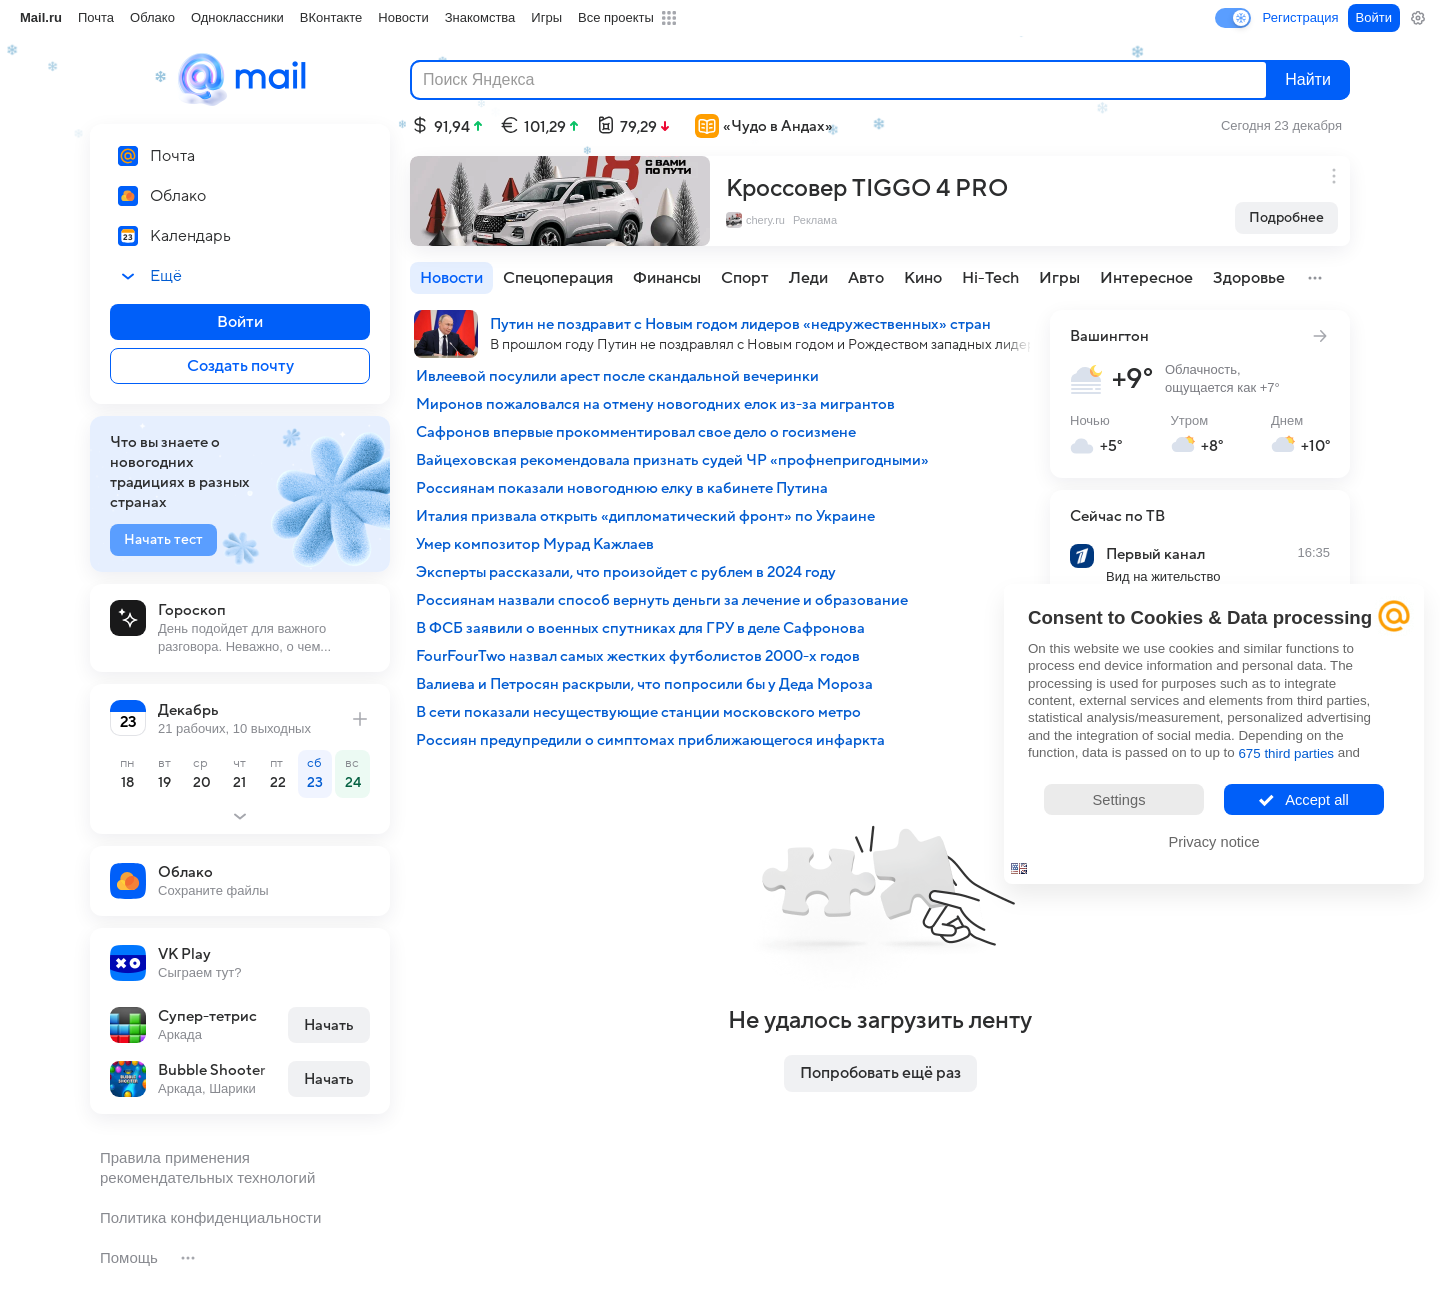 Mail.ru Почта Облако Одноклассники ВКонтакте Новости Знакомства Игры Все проекты
Регистрация Войти
mail
Поиск Яндекса
Найти
91,94 101,29 79,29 «Чудо в Андах»
Сегодня 23 декабря
Почта
Облако
23 Календарь
Ещё
Войти
Создать почту
18 С ВАМИ
ПО ПУТИ
Кроссовер TIGGO 4 PRO
chery.ru Реклама
Подробнее
Новости Спецоперация Финансы Спорт Леди Авто Кино Hi-Tech Игры Интересное Здоровье
Путин не поздравит с Новым годом лидеров «недружественных» стран
В прошлом году Путин не поздравлял с Новым годом и Рождеством западных лидер
Ивлеевой посулили арест после скандальной вечеринки
Миронов пожаловался на отмену новогодних елок из-за мигрантов
Сафронов впервые прокомментировал свое дело о госизмене
Вайцеховская рекомендовала признать судей ЧР «профнепригодными»
Россиянам показали новогоднюю елку в кабинете Путина
Италия призвала открыть «дипломатический фронт» по Украине
Умер композитор Мурад Кажлаев
Эксперты рассказали, что произойдет с рублем в 2024 году
Россиянам назвали способ вернуть деньги за лечение и образование
В ФСБ заявили о военных спутниках для ГРУ в деле Сафронова
FourFourTwo назвал самых жестких футболистов 2000-х годов
Валиева и Петросян раскрыли, что попросили бы у Деда Мороза
В сети показали несуществующие станции московского метро
Россиян предупредили о симптомах приближающегося инфаркта
Вашингтон
+9°
Облачность,
ощущается как +7°
Ночью Утром Днем
+5° +8° +10°
Сейчас по ТВ
Первый канал 16:35
Вид на жительство
Что вы знаете о
новогодних
традициях в разных
странах
Начать тест
Гороскоп
День подойдет для важного
разговора. Неважно, о чем...
23
Декабрь
21 рабочих, 10 выходных
пн вт ср чт пт сб вс
18 19 20 21 22 23 24
Облако
Сохраните файлы
VK Play
Сыграем тут?
Супер-тетрис
Аркада
Начать
BUBBLE
SHOOTER
Bubble Shooter
Аркада, Шарики
Начать
Consent to Cookies & Data processing
On this website we use cookies and similar functions to
process end device information and personal data. The
processing is used for purposes such as to integrate
content, external services and elements from third parties,
statistical analysis/measurement, personalized advertising
and the integration of social media. Depending on the
function, data is passed on to up to 675 third parties and
Settings
Accept all
Privacy notice
Не удалось загрузить ленту
Попробовать ещё раз
Правила применения
рекомендательных технологий
Политика конфиденциальности
Помощь